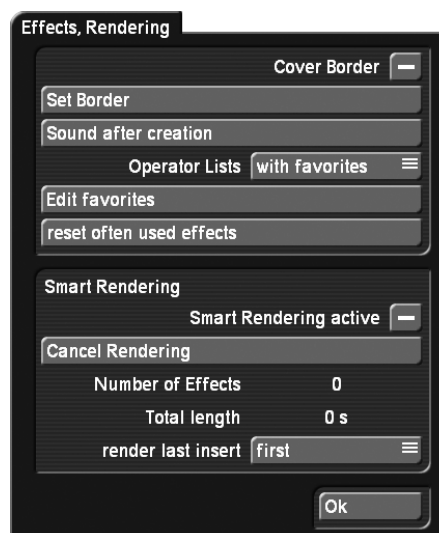 Effects, Rendering
Cover Border
Set Border
Sound after creation
Operator Lists with favorites
Edit favorites
reset often used effects
Smart Rendering
Smart Rendering active
Cancel Rendering
Number of Effects 0
Total length 0 s
render last insert first
Ok